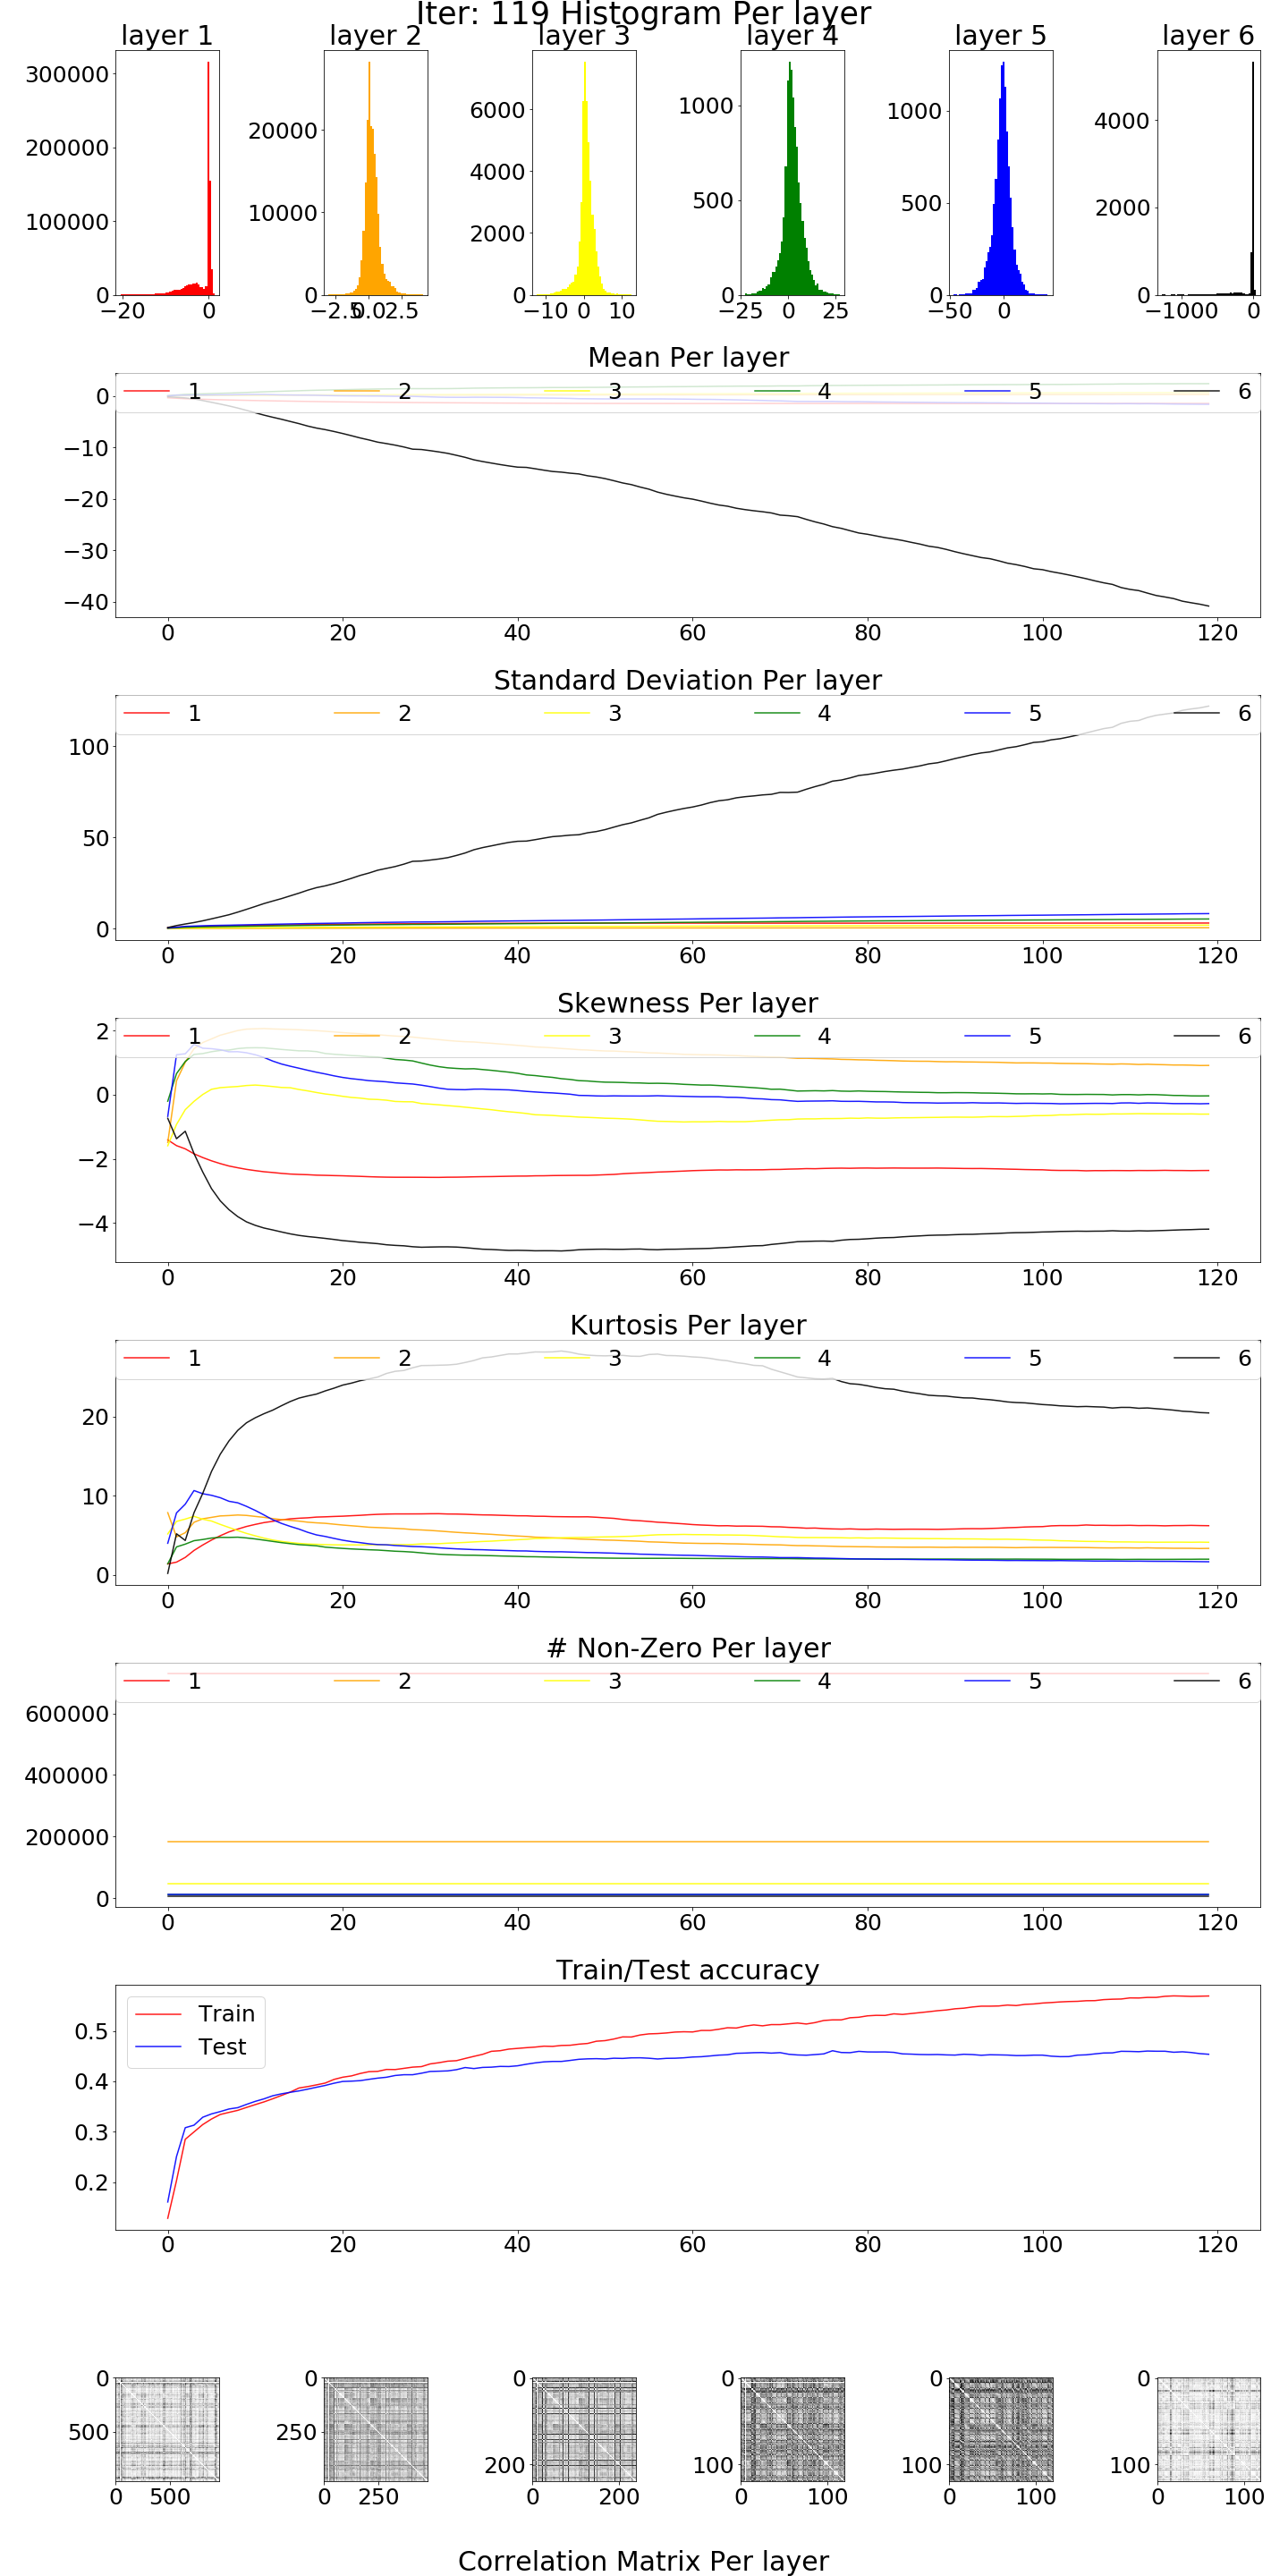 Iter: 119 Histogram Per layer
layer 1 layer 2 layer 3 layer 4 layer 5 layer 6
300000
200000
100000
0
−20 0
20000
10000
0
−2.5 0.0 2.5
6000
4000
2000
0
−10 0 10
1000
500
0
−25 0 25
1000
500
0
−50 0
4000
2000
0
−1000 0
Mean Per layer
1 2 3 4 5 6
0
−10
−20
−30
−40
0 20 40 60 80 100 120
Standard Deviation Per layer
1 2 3 4 5 6
100
50
0
0 20 40 60 80 100 120
Skewness Per layer
1 2 3 4 5 6
2
0
−2
−4
0 20 40 60 80 100 120
Kurtosis Per layer
1 2 3 4 5 6
20
10
0
0 20 40 60 80 100 120
# Non-Zero Per layer
1 2 3 4 5 6
600000
400000
200000
0
0 20 40 60 80 100 120
Train/Test accuracy
Train
Test
0.5
0.4
0.3
0.2
0 20 40 60 80 100 120
0
500
0 500
0
250
0 250
0
200
0 200
0
100
0 100
0
100
0 100
0
100
0 100
Correlation Matrix Per layer